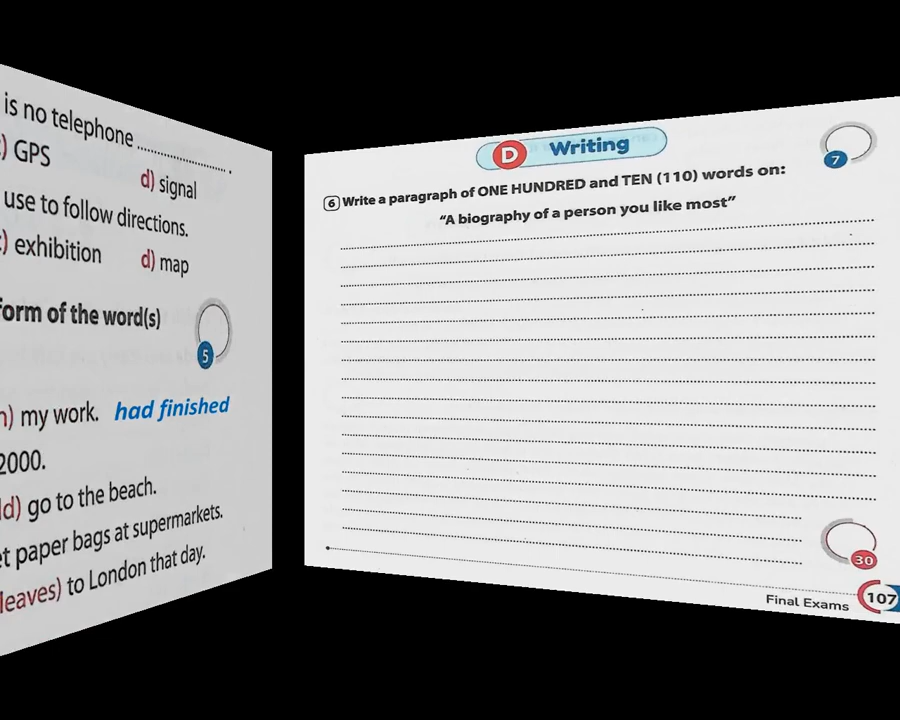 is no telephone .......................... .
) GPS
d) signal
use to follow directions.
) exhibition
d) map
form of the word(s)
5
) my work. had finished
2000.
ld) go to the beach.
et paper bags at supermarkets.
leaves) to London that day.
D Writing
7
6 Write a paragraph of ONE HUNDRED and TEN (110) words on:
“A biography of a person you like most”
30
Final Exams 107